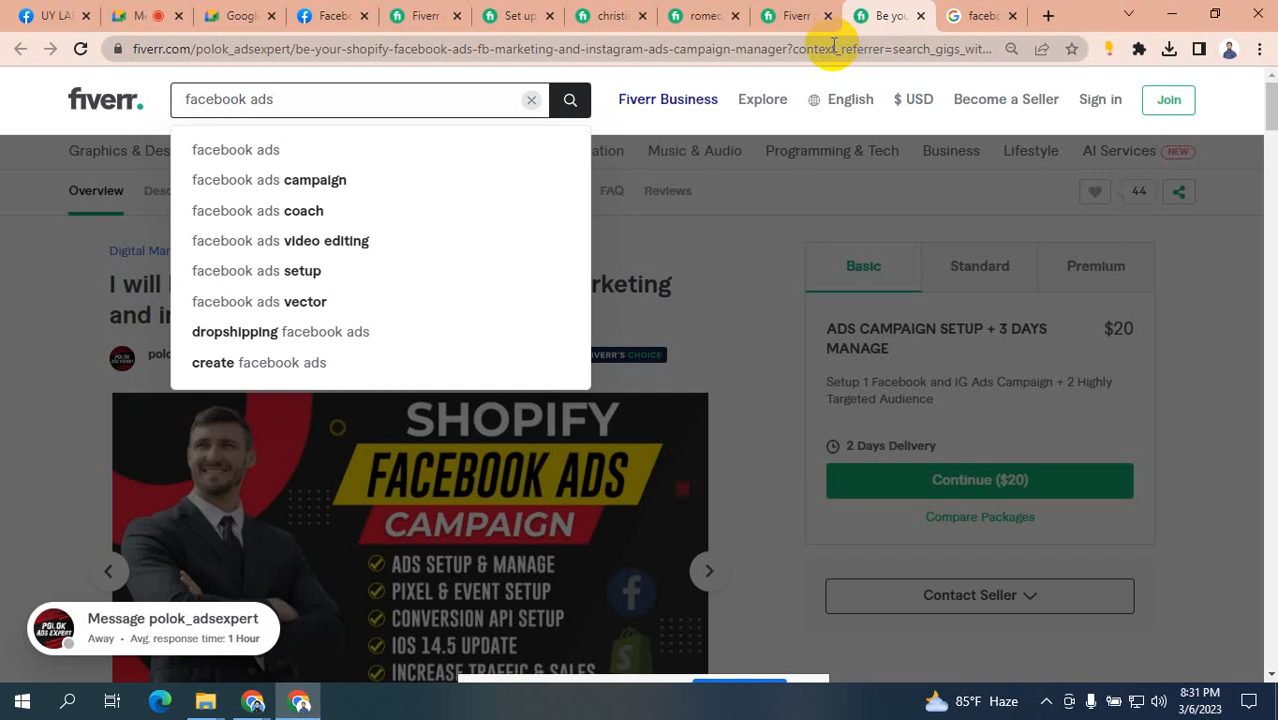 UY LA
Me
Googl
Faceb
Fiverr
Set up
christi
romec
Fiverr
Be you
facebo
fiverr.com/polok_adsexpert/be-your-shopify-facebook-ads-fb-marketing-and-instagram-ads-campaign-manager?context_referrer=search_gigs_wit...
fiverr.
facebook ads
Fiverr Business
Explore
English
$ USD
Become a Seller
Sign in
Join
facebook ads
facebook ads campaign
facebook ads coach
facebook ads video editing
facebook ads setup
facebook ads vector
dropshipping facebook ads
create facebook ads
Graphics & Des
ation
Music & Audio
Programming & Tech
Business
Lifestyle
AI Services NEW
Overview
Desc
FAQ
Reviews
44
Digital Mar
I will
rketing
and in
polo
IVERR'S CHOICE
Basic
Standard
Premium
ADS CAMPAIGN SETUP + 3 DAYS
MANAGE
$20
Setup 1 Facebook and IG Ads Campaign + 2 Highly
Targeted Audience
2 Days Delivery
Continue ($20)
Compare Packages
Contact Seller
SHOPIFY
FACEBOOK ADS
CAMPAIGN
ADS SETUP & MANAGE
PIXEL & EVENT SETUP
CONVERSION API SETUP
IOS 14.5 UPDATE
INCREASE TRAFFIC & SALES
POLOK
ADS EXPERT
Message polok_adsexpert
Away • Avg. response time: 1 Hour
85°F Haze
8:31 PM
3/6/2023